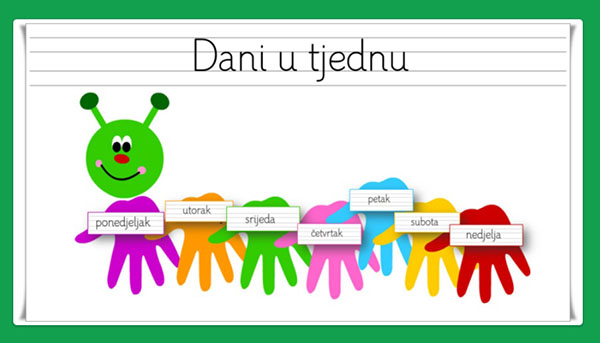 Dani u tjednu
ponedjeljak
utorak
srijeda
četvrtak
petak
subota
nedjelja